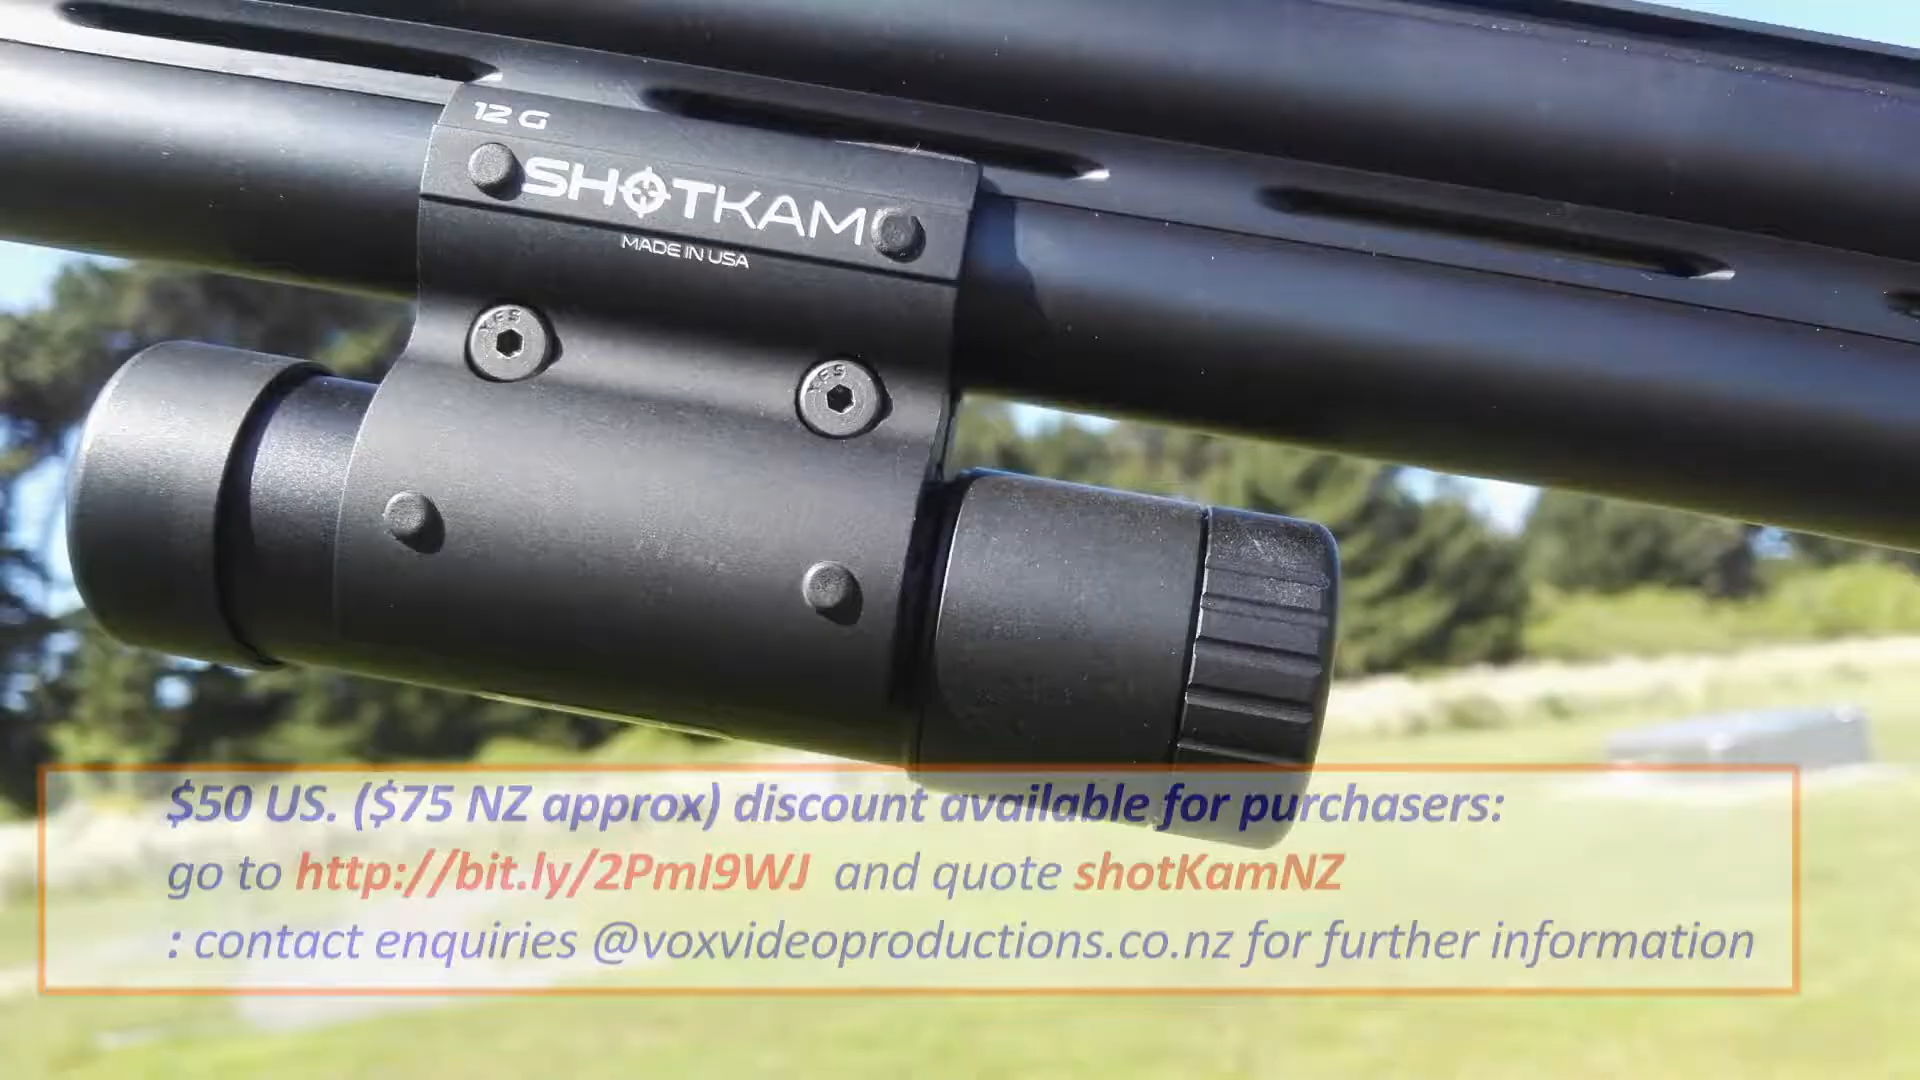 12 G
SHOTKAM
MADE IN USA
$50 US. ($75 NZ approx) discount available for purchasers:
go to http://bit.ly/2PmI9WJ and quote shotKamNZ
: contact enquiries @voxvideoproductions.co.nz for further information